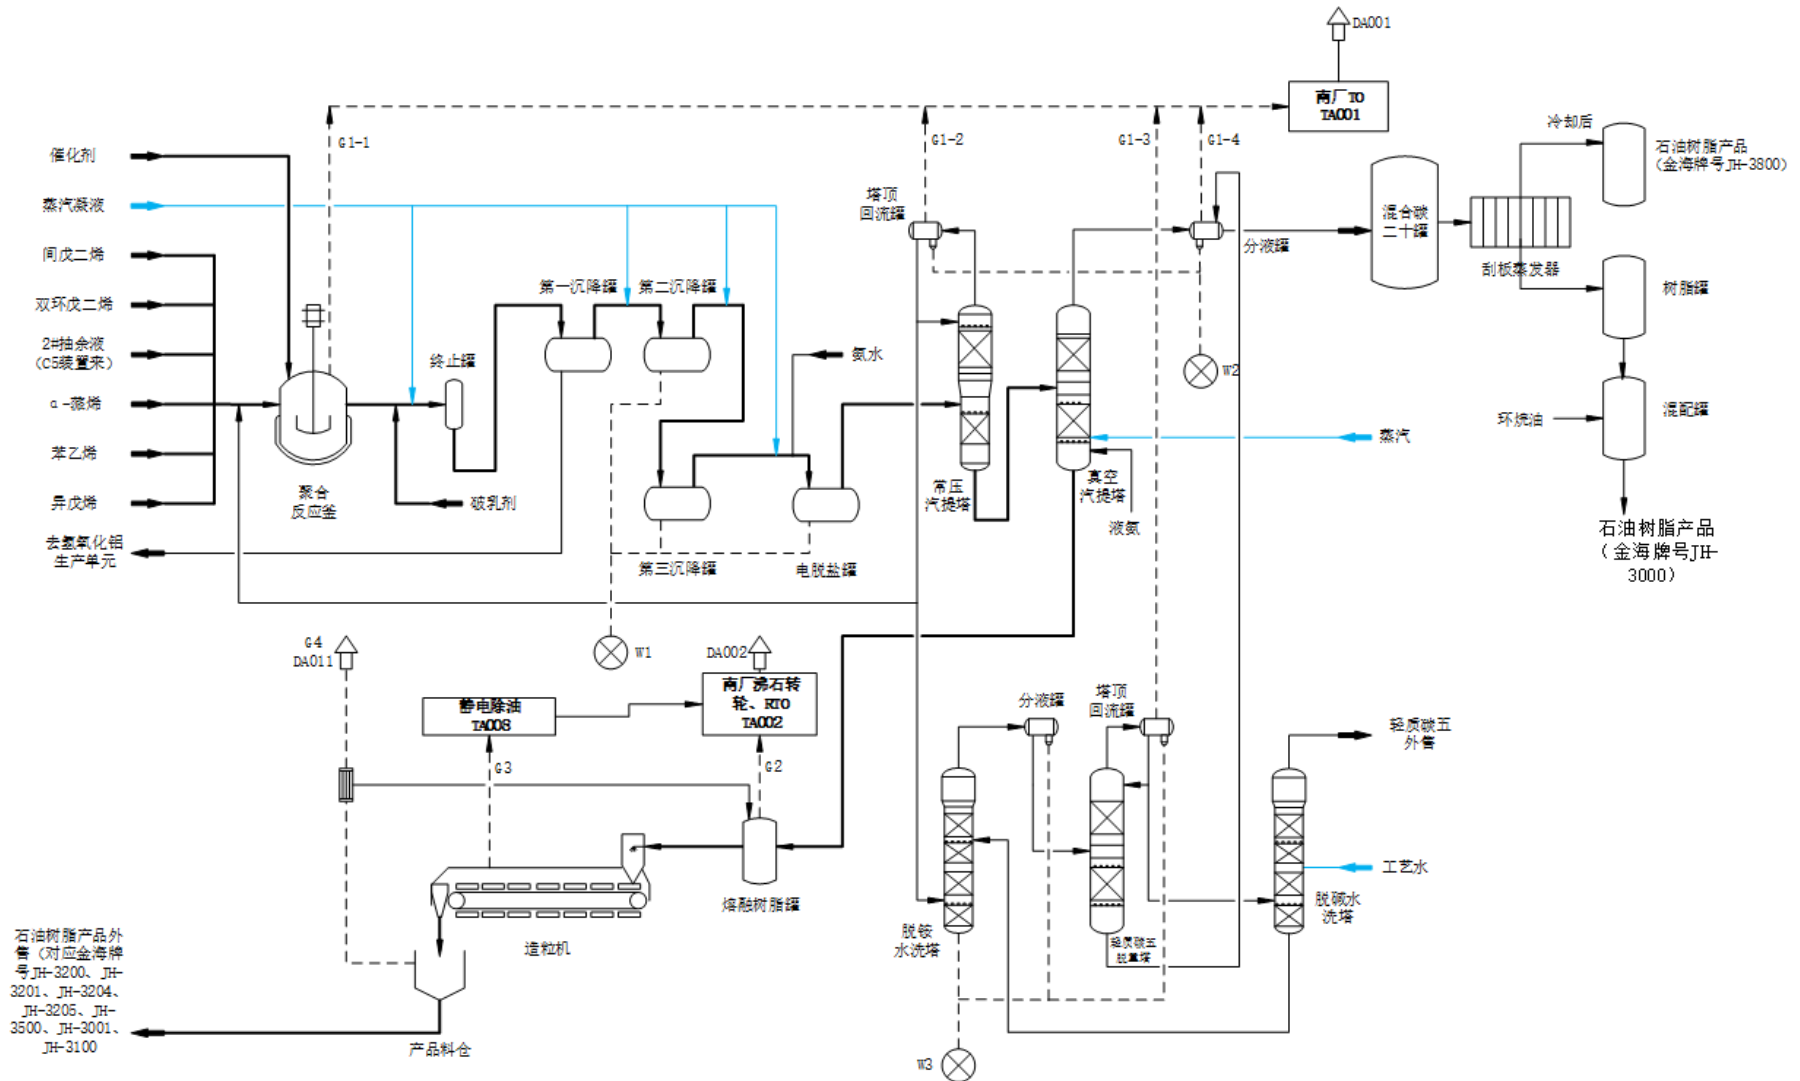 DA001
南厂TO
TA001
冷却后
石油树脂产品
（金海牌号JH-3800）
G1-1
G1-2
G1-3
G1-4
催化剂
蒸汽凝液
间戊二烯
双环戊二烯
2#抽余液
（C5装置来）
α-蒎烯
苯乙烯
异戊烯
去氢氧化铝
生产单元
聚合
反应釜
终止罐
破乳剂
第一沉降罐
第二沉降罐
第三沉降罐
电脱盐罐
氨水
塔顶
回流罐
分液罐
混合碳
二十罐
刮板蒸发器
树脂罐
混配罐
环烷油
石油树脂产品
（金海牌号JH-
3000）
W2
蒸汽
常压
汽提塔
真空
汽提塔
液氨
W1
G4
DA011
DA002
静电除油
TA008
南厂沸石转
轮、RTO
TA002
G3
G2
熔融树脂罐
造粒机
产品料仓
石油树脂产品外
售（对应金海牌
号JH-3200、JH-
3201、JH-3204、
JH-3205、JH-
3500、JH-3001、
JH-3100
分液罐
塔顶
回流罐
轻质碳五
外售
工艺水
脱铵
水洗塔
轻质碳五
脱重塔
脱碱水
洗塔
W3